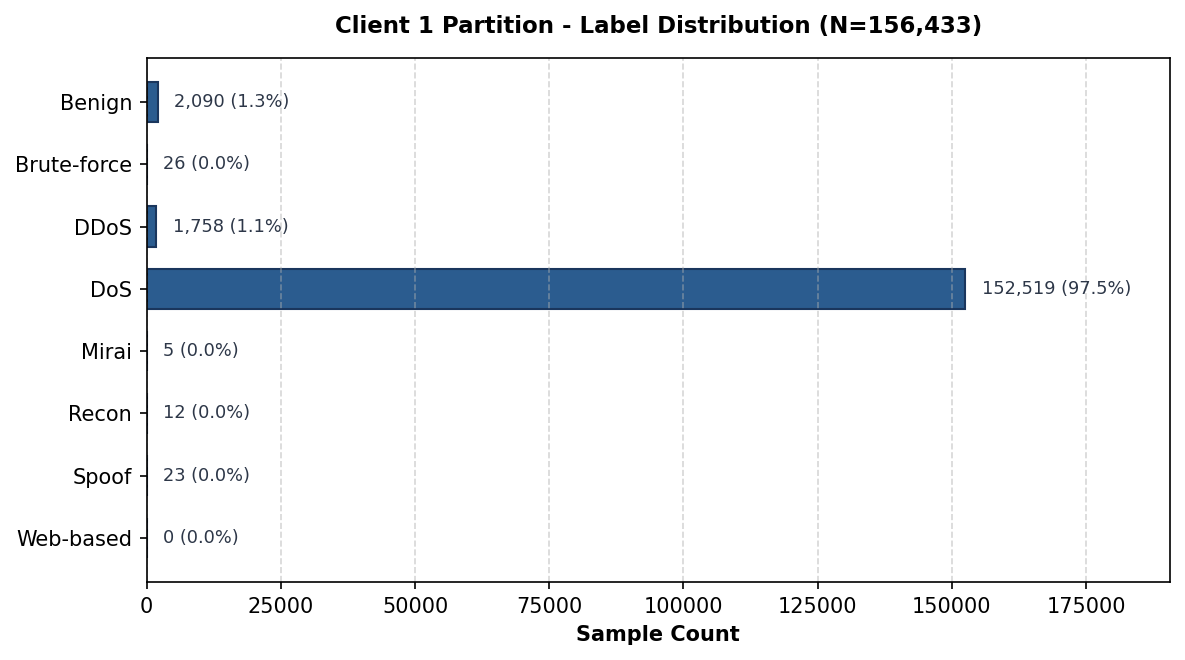 Client 1 Partition - Label Distribution (N=156,433)
Benign 2,090 (1.3%)
Brute-force 26 (0.0%)
DDoS 1,758 (1.1%)
DoS 152,519 (97.5%)
Mirai 5 (0.0%)
Recon 12 (0.0%)
Spoof 23 (0.0%)
Web-based 0 (0.0%)
0 25000 50000 75000 100000 125000 150000 175000
Sample Count